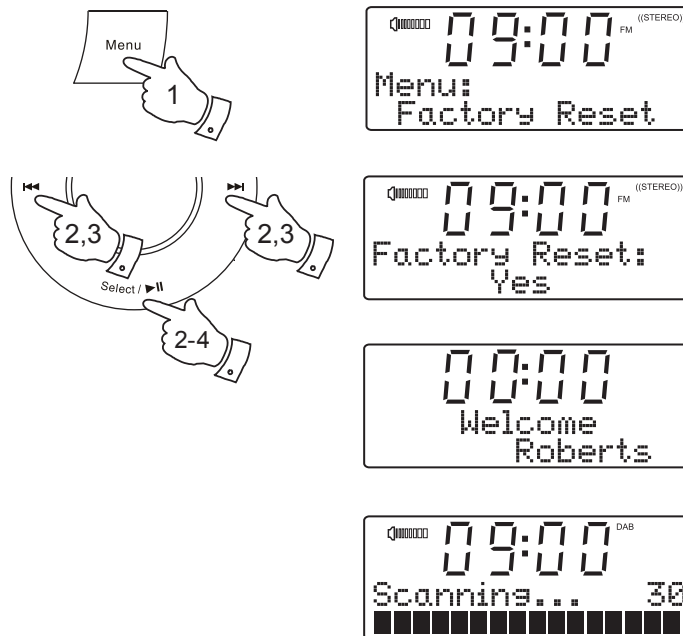 Menu
1
09:00
FM
((STEREO))
Menu:
Factory Reset
2,3
2,3
Select /
2-4
09:00
FM
((STEREO))
Factory Reset:
Yes
00:00
Welcome
Roberts
09:00
DAB
Scanning... 30